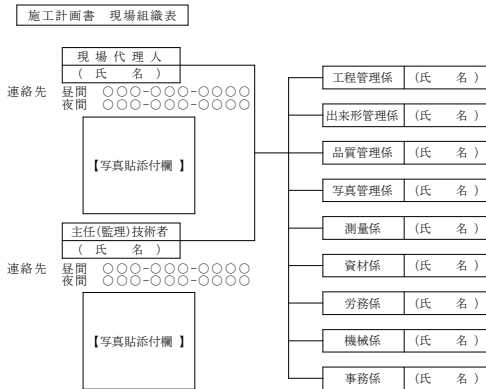 施工計画書　現場組織表
現場代理人
（ 氏　名 ）
連絡先　昼間　○○○-○○○-○○○○
夜間　○○○-○○○-○○○○
【写真貼添付欄 】
主任(監理)技術者
（ 氏　名 ）
連絡先　昼間　○○○-○○○-○○○○
夜間　○○○-○○○-○○○○
【写真貼添付欄 】
工程管理係　（氏　名 ）
出来形管理係　（氏　名 ）
品質管理係　（氏　名 ）
写真管理係　（氏　名 ）
測量係　（氏　名 ）
資材係　（氏　名 ）
労務係　（氏　名 ）
機械係　（氏　名 ）
事務係　（氏　名 ）